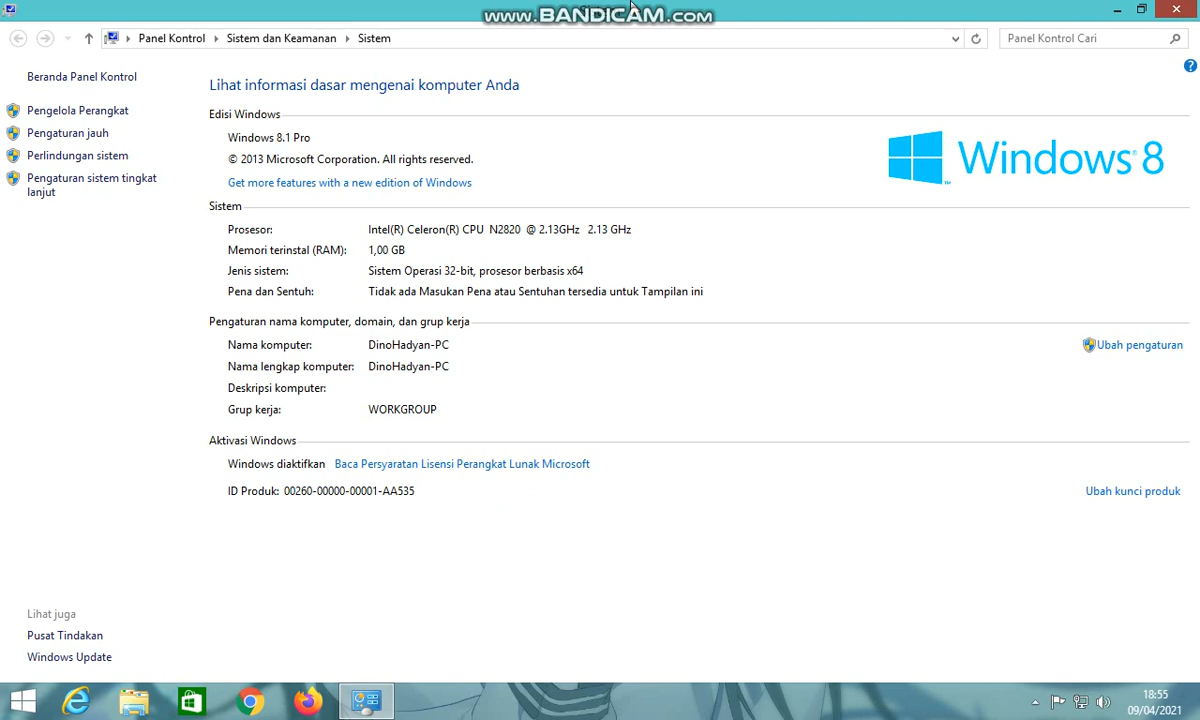 www.BANDICAM.com
Panel Kontrol
Sistem dan Keamanan
Sistem
Panel Kontrol Cari
Beranda Panel Kontrol
Pengelola Perangkat
Pengaturan jauh
Perlindungan sistem
Pengaturan sistem tingkat
lanjut
Lihat informasi dasar mengenai komputer Anda
Edisi Windows
Windows 8.1 Pro
© 2013 Microsoft Corporation. All rights reserved.
Get more features with a new edition of Windows
Windows 8
Sistem
Prosesor: Intel(R) Celeron(R) CPU N2820 @ 2.13GHz 2.13 GHz
Memori terinstal (RAM): 1,00 GB
Jenis sistem: Sistem Operasi 32-bit, prosesor berbasis x64
Pena dan Sentuh: Tidak ada Masukan Pena atau Sentuhan tersedia untuk Tampilan ini
Pengaturan nama komputer, domain, dan grup kerja
Nama komputer: DinoHadyan-PC
Ubah pengaturan
Nama lengkap komputer: DinoHadyan-PC
Deskripsi komputer:
Grup kerja: WORKGROUP
Aktivasi Windows
Windows diaktifkan Baca Persyaratan Lisensi Perangkat Lunak Microsoft
ID Produk: 00260-00000-00001-AA535
Ubah kunci produk
Lihat juga
Pusat Tindakan
Windows Update
18:55
09/04/2021